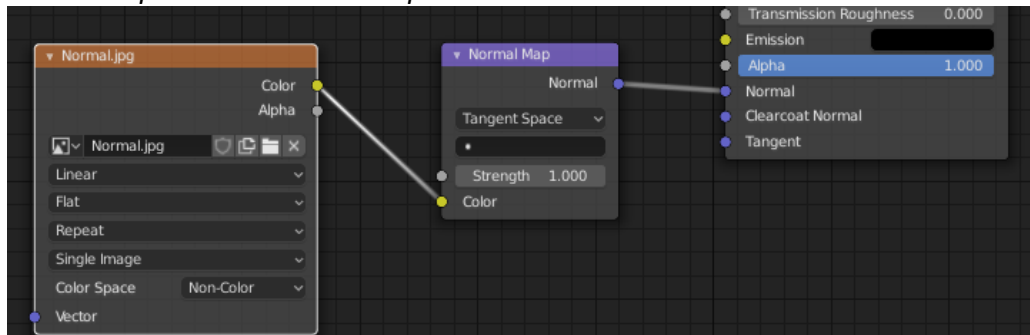 Normal.jpg
Color
Alpha
Normal.jpg
Linear
Flat
Repeat
Single Image
Color Space Non-Color
Vector
Normal Map
Normal
Tangent Space
Strength 1.000
Color
Transmission Roughness 0.000
Emission
Alpha 1.000
Normal
Clearcoat Normal
Tangent